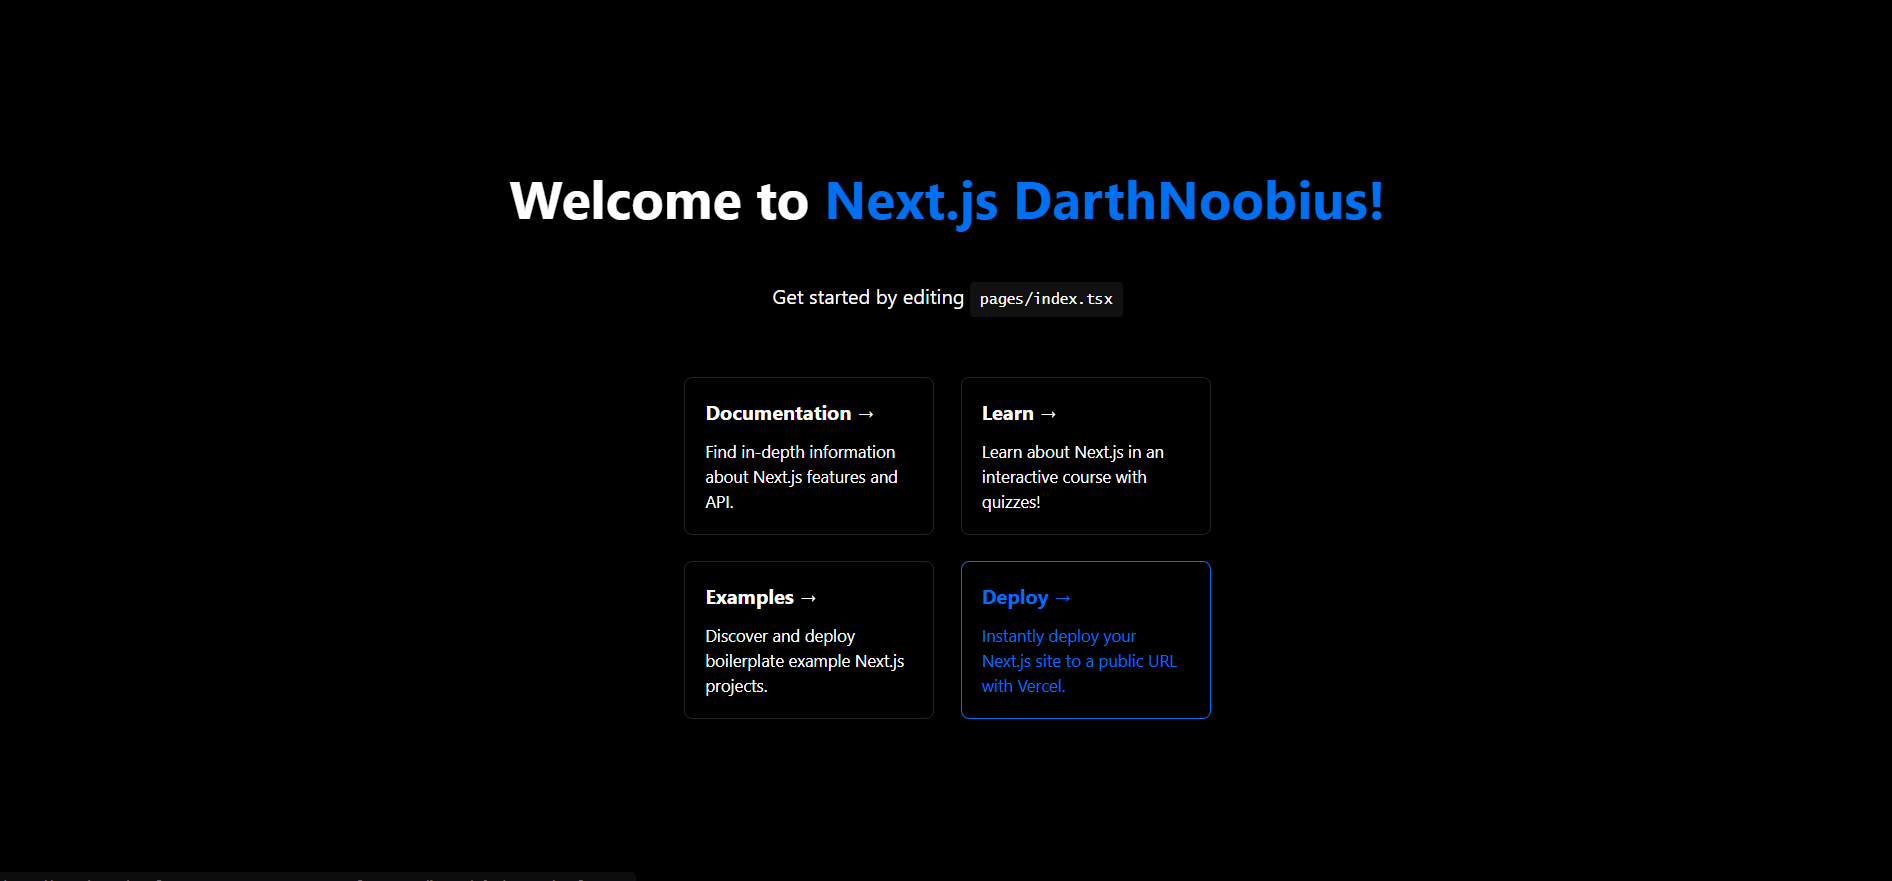 Welcome to Next.js DarthNoobius!
Get started by editing pages/index.tsx
Documentation →
Find in-depth information
about Next.js features and
API.
Learn →
Learn about Next.js in an
interactive course with
quizzes!
Examples →
Discover and deploy
boilerplate example Next.js
projects.
Deploy →
Instantly deploy your
Next.js site to a public URL
with Vercel.